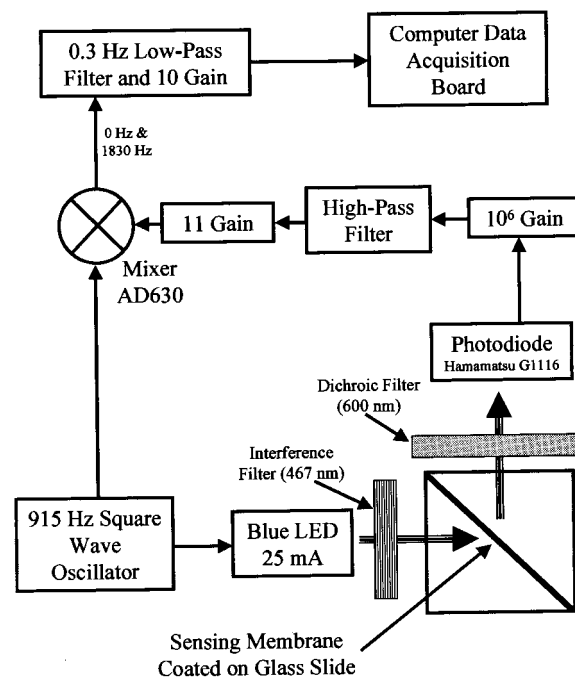 0.3 Hz Low-Pass
Filter and 10 Gain
Computer Data
Acquisition
Board
0 Hz &
1830 Hz
11 Gain
High-Pass
Filter
10⁶ Gain
Mixer
AD630
Photodiode
Hamamatsu G1116
Dichroic Filter
(600 nm)
Interference
Filter (467 nm)
915 Hz Square
Wave
Oscillator
Blue LED
25 mA
Sensing Membrane
Coated on Glass Slide